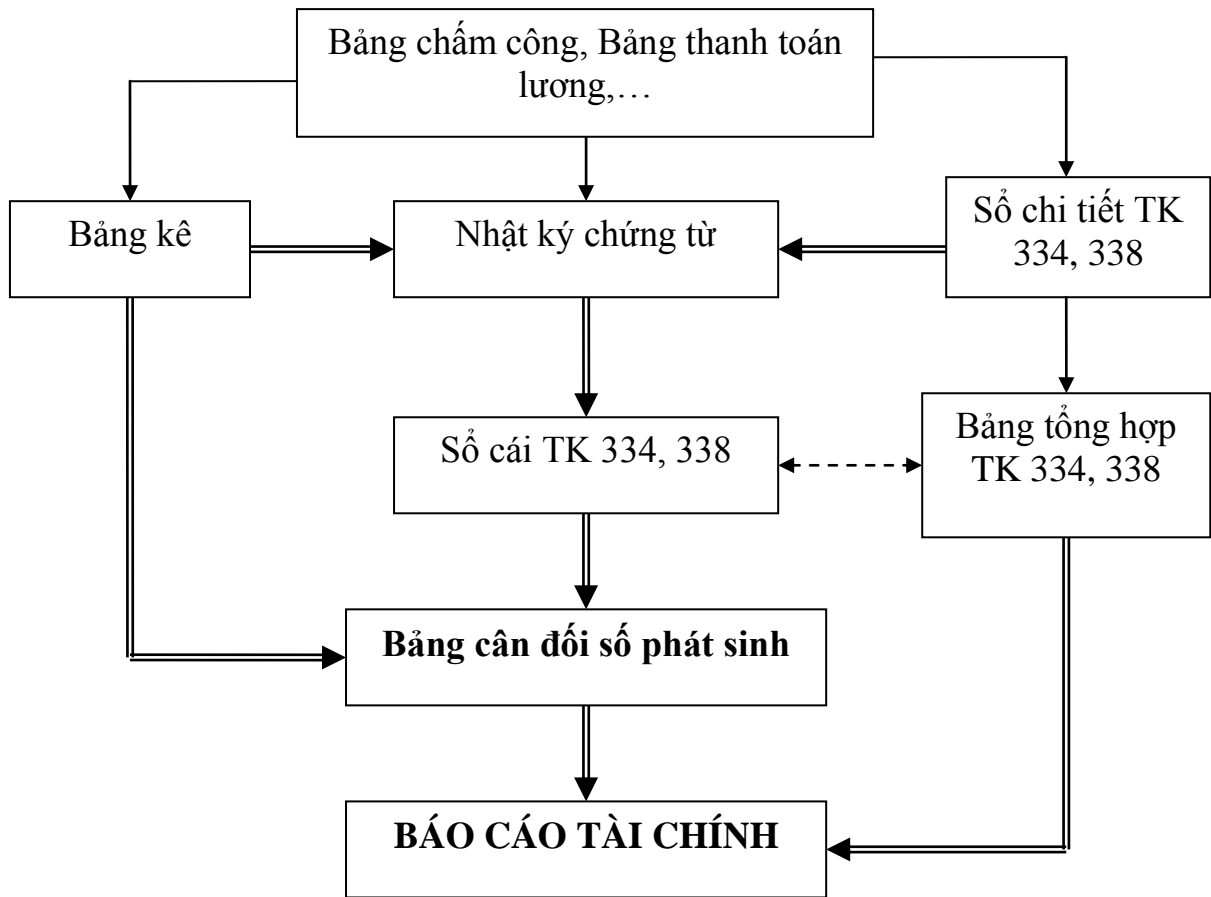 Bảng chấm công, Bảng thanh toán
lương,…
Bảng kê
Nhật ký chứng từ
Sổ chi tiết TK
334, 338
Sổ cái TK 334, 338
Bảng tổng hợp
TK 334, 338
Bảng cân đối số phát sinh
BÁO CÁO TÀI CHÍNH